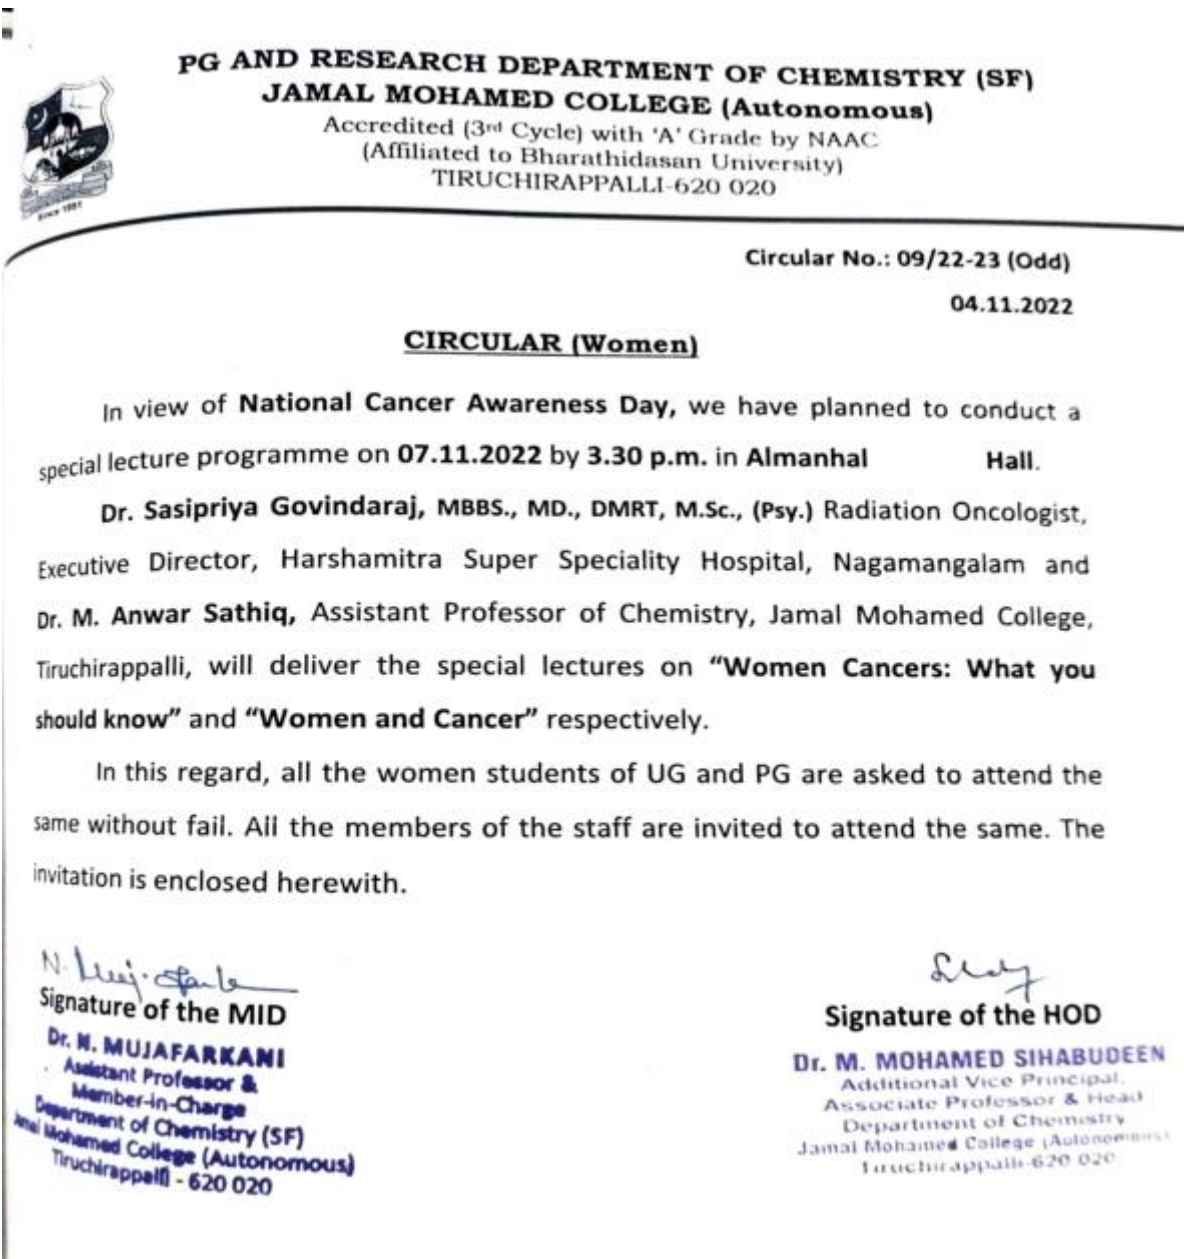 PG AND RESEARCH DEPARTMENT OF CHEMISTRY (SF)
JAMAL MOHAMED COLLEGE (Autonomous)
Accredited (3rd Cycle) with 'A' Grade by NAAC
(Affiliated to Bharathidasan University)
TIRUCHIRAPPALLI-620 020
Since 1951
Circular No.: 09/22-23 (Odd)
04.11.2022
CIRCULAR (Women)
In view of National Cancer Awareness Day, we have planned to conduct a
special lecture programme on 07.11.2022 by 3.30 p.m. in Almanhal Hall.
Dr. Sasipriya Govindaraj, MBBS., MD., DMRT, M.Sc., (Psy.) Radiation Oncologist,
Executive Director, Harshamitra Super Speciality Hospital, Nagamangalam and
Dr. M. Anwar Sathiq, Assistant Professor of Chemistry, Jamal Mohamed College,
Tiruchirappalli, will deliver the special lectures on “Women Cancers: What you
should know” and “Women and Cancer” respectively.
In this regard, all the women students of UG and PG are asked to attend the
same without fail. All the members of the staff are invited to attend the same. The
invitation is enclosed herewith.
Signature of the MID
Dr. N. MUJAFARKANI
Assistant Professor &
Member-in-Charge
Department of Chemistry (SF)
Jamal Mohamed College (Autonomous)
Tiruchirappalli - 620 020
Signature of the HOD
Dr. M. MOHAMED SIHABUDEEN
Additional Vice Principal,
Associate Professor & Head
Department of Chemistry
Jamal Mohamed College (Autonomous)
Tiruchirappalli-620 020